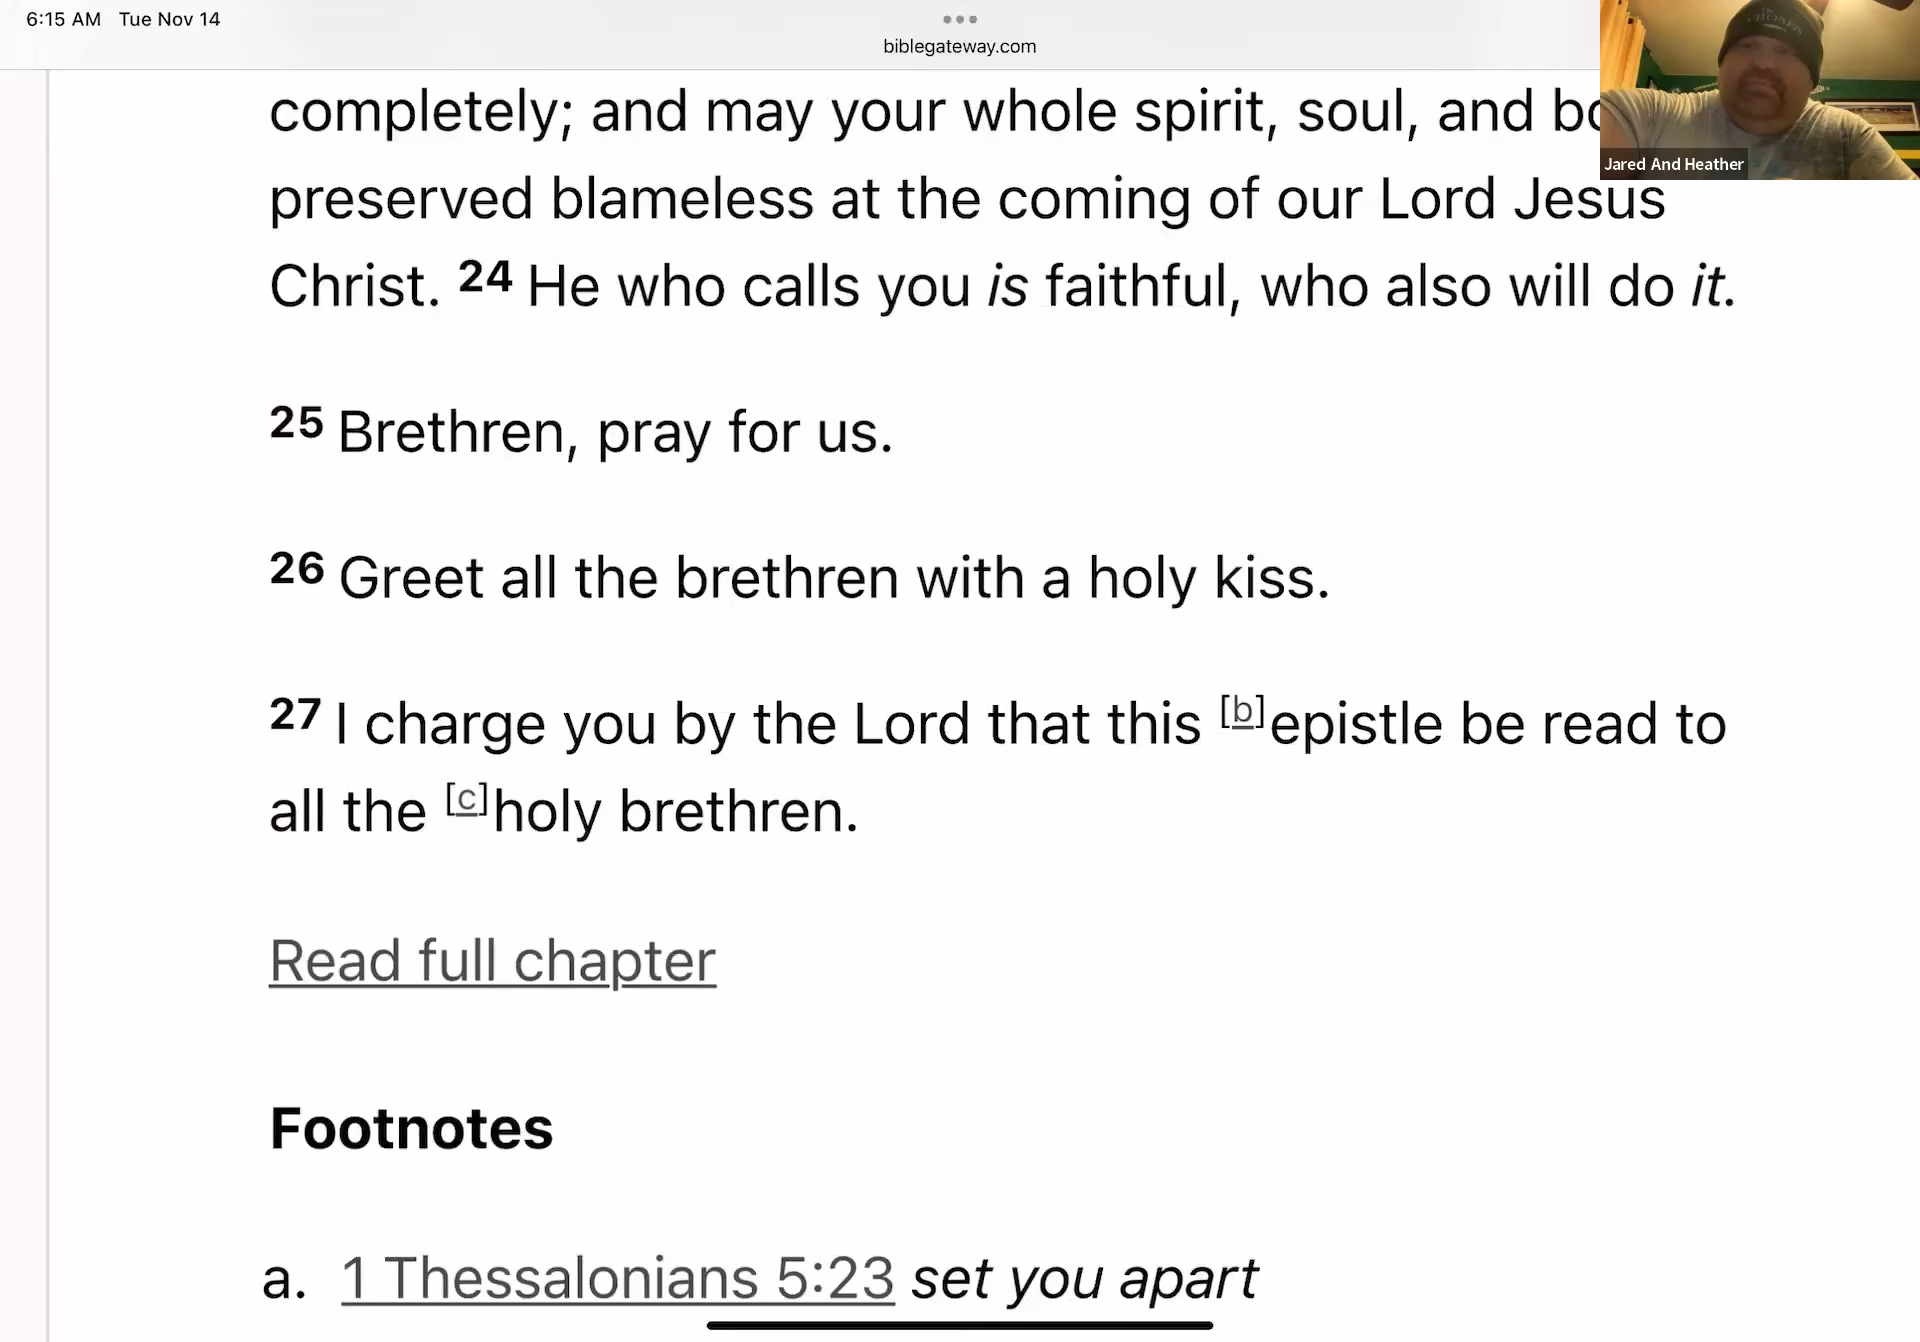 6:15 AM Tue Nov 14
biblegateway.com
completely; and may your whole spirit, soul, and
Jared And Heather
preserved blameless at the coming of our Lord Jesus
Christ. 24 He who calls you is faithful, who also will do it.
25 Brethren, pray for us.
26 Greet all the brethren with a holy kiss.
27 I charge you by the Lord that this [b]epistle be read to
all the [c]holy brethren.
Read full chapter
Footnotes
a. 1 Thessalonians 5:23 set you apart